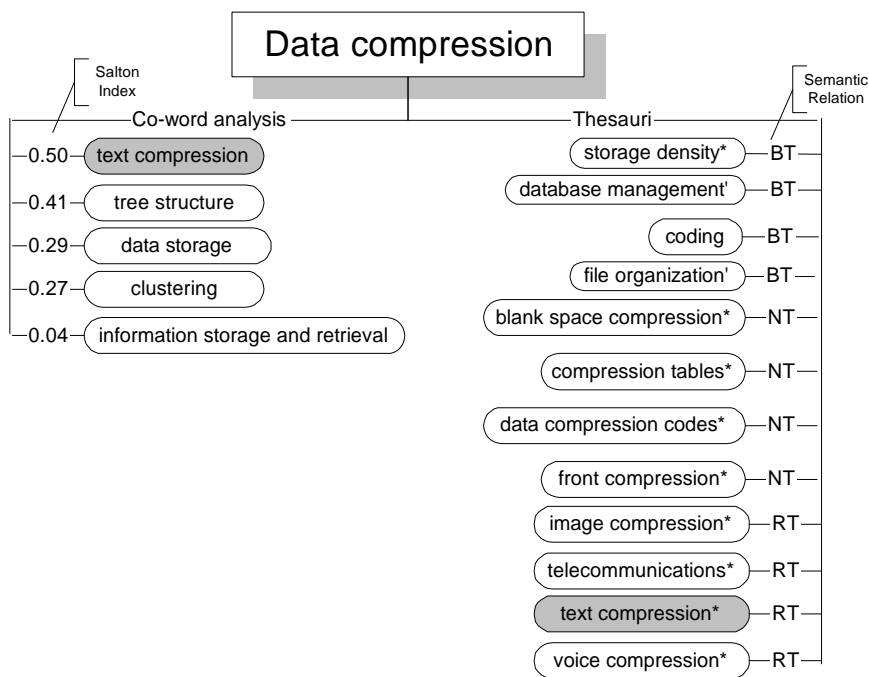 Data compression
Salton
Index
Semantic
Relation
Co-word analysis
Thesauri
0.50 text compression
0.41 tree structure
0.29 data storage
0.27 clustering
0.04 information storage and retrieval
storage density* BT
database management' BT
coding BT
file organization' BT
blank space compression* NT
compression tables* NT
data compression codes* NT
front compression* NT
image compression* RT
telecommunications* RT
text compression* RT
voice compression* RT